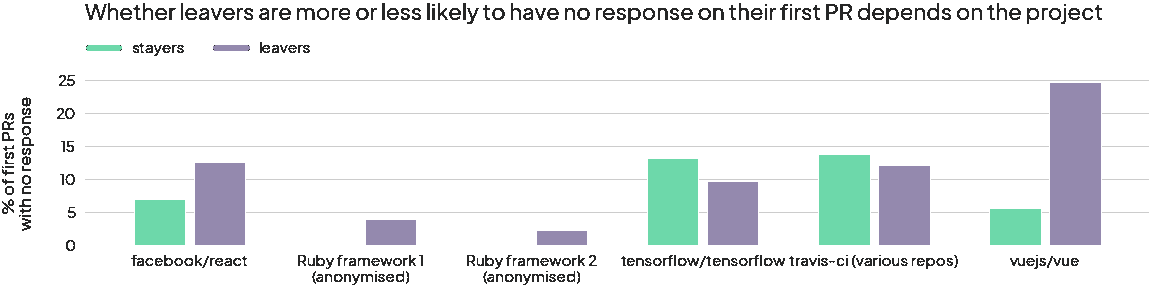 Whether leavers are more or less likely to have no response on their first PR depends on the project
stayers leavers
% of first PRs
with no response
25
20
15
10
5
0
facebook/react Ruby framework 1 Ruby framework 2 tensorflow/tensorflow travis-ci (various repos) vuejs/vue
(anonymised) (anonymised)